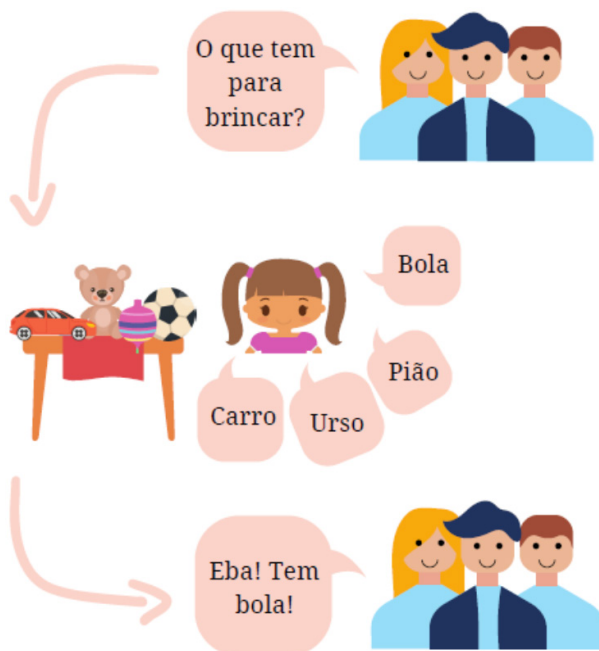 O que tem
para
brincar?
Bola
Pião
Carro
Urso
Eba! Tem
bola!